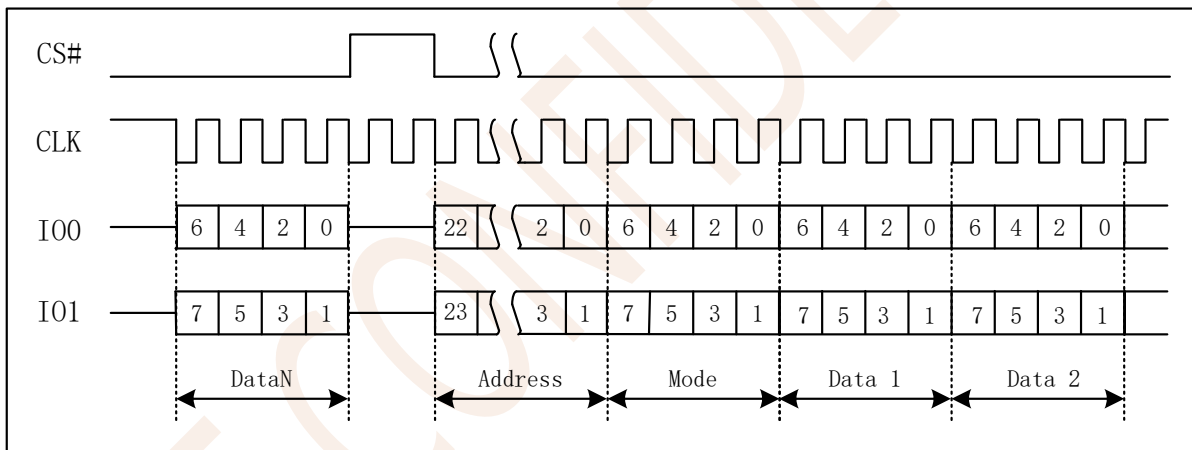 CS#
CLK
IO0 6 4 2 0 22 2 0 6 4 2 0 6 4 2 0 6 4 2 0
IO1 7 5 3 1 23 3 1 7 5 3 1 7 5 3 1 7 5 3 1
DataN Address Mode Data 1 Data 2